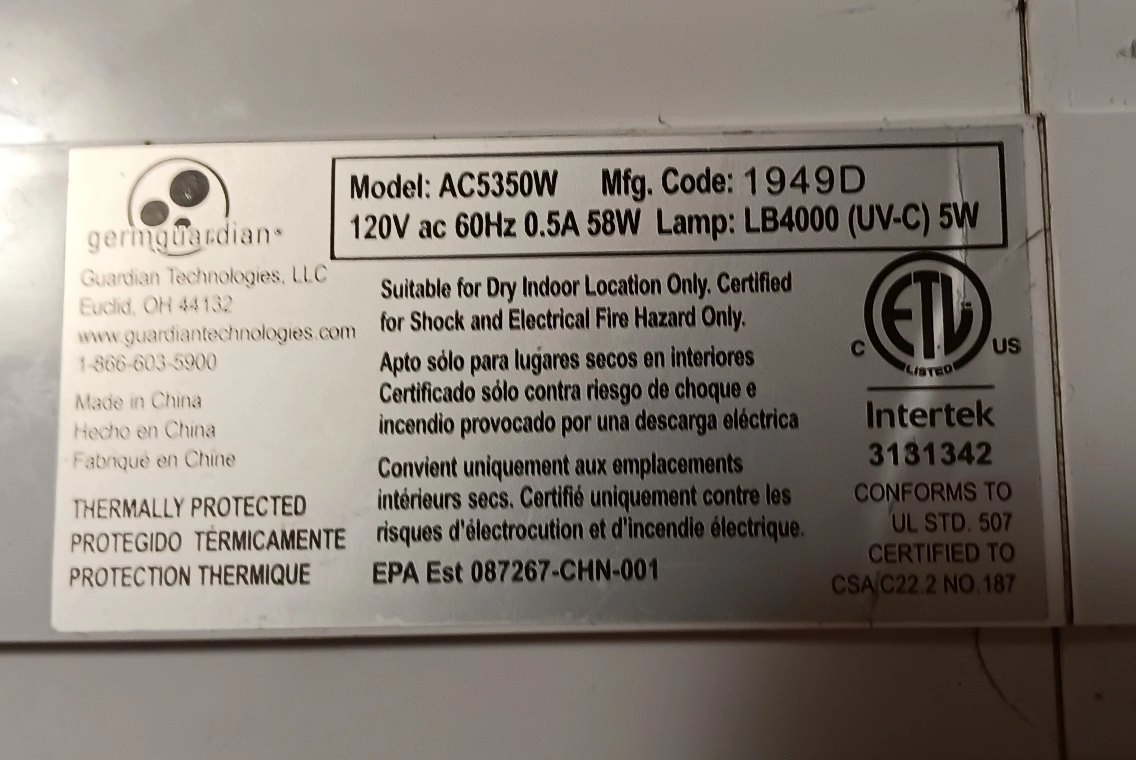 germguardian®
Guardian Technologies, LLC
Euclid, OH 44132
www.guardiantechnologies.com
1-866-603-5900
Made in China
Hecho en China
Fabriqué en Chine
THERMALLY PROTECTED
PROTEGIDO TÉRMICAMENTE
PROTECTION THERMIQUE
Model: AC5350W Mfg. Code: 1949D
120V ac 60Hz 0.5A 58W Lamp: LB4000 (UV-C) 5W
Suitable for Dry Indoor Location Only. Certified
for Shock and Electrical Fire Hazard Only.
Apto sólo para lugares secos en interiores
Certificado sólo contra riesgo de choque e
incendio provocado por una descarga eléctrica
Convient uniquement aux emplacements
intérieurs secs. Certifié uniquement contre les
risques d'électrocution et d'incendie électrique.
EPA Est 087267-CHN-001
ETL
LISTED
C US
Intertek
3131342
CONFORMS TO
UL STD. 507
CERTIFIED TO
CSA/C22.2 NO.187